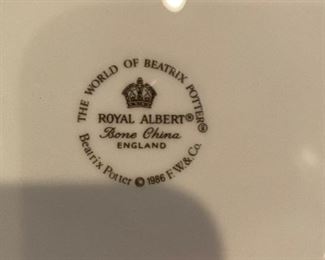 THE WORLD OF BEATRIX POTTER®
ROYAL ALBERT®
Bone China
ENGLAND
Beatrix Potter © 1986 F.W. & Co.